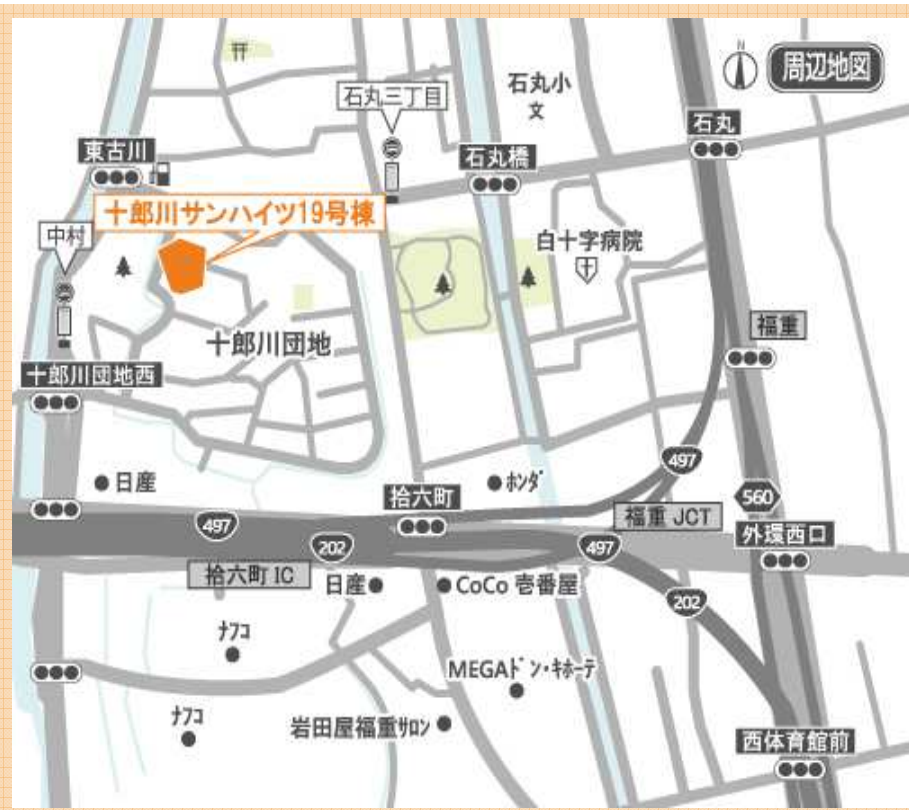 N
周辺地図
石丸小
文
石丸三丁目
石丸
東古川
石丸橋
十郎川サンハイツ19号棟
中村
白十字病院
十郎川団地
福重
十郎川団地西
497
日産
拾六町
ホンダ
560
497
福重 JCT
外環西口
202
497
拾六町 IC
日産
CoCo 壱番屋
202
ナフコ
MEGAドン・キホーテ
ナフコ
岩田屋福重サロン
西体育館前